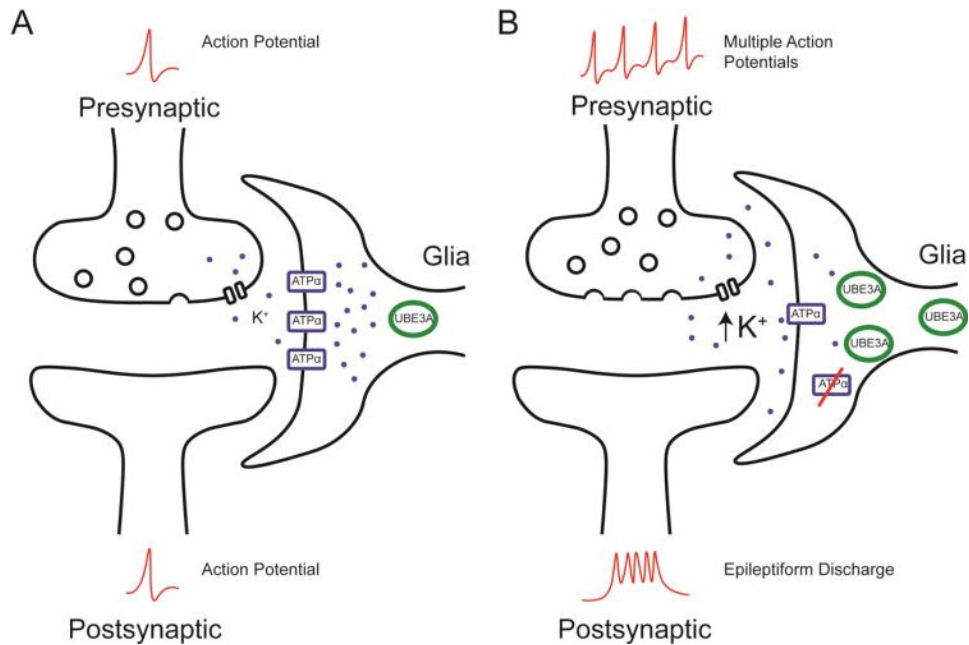 A
Action Potential
Presynaptic
Glia
ATPα
K⁺
ATPα
UBE3A
ATPα
Action Potential
Postsynaptic
B
Multiple Action
Potentials
Presynaptic
Glia
UBE3A
↑K⁺
ATPα
UBE3A
UBE3A
ATPα
Epileptiform Discharge
Postsynaptic